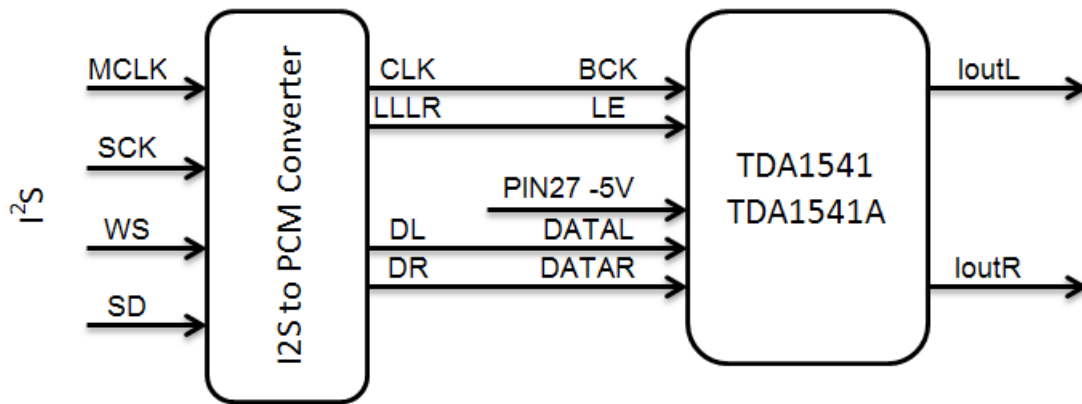 I²S
MCLK
SCK
WS
SD
I2S to PCM Converter
CLK
BCK
LLLR
LE
PIN27 -5V
DL
DATAL
DR
DATAR
TDA1541
TDA1541A
IoutL
IoutR